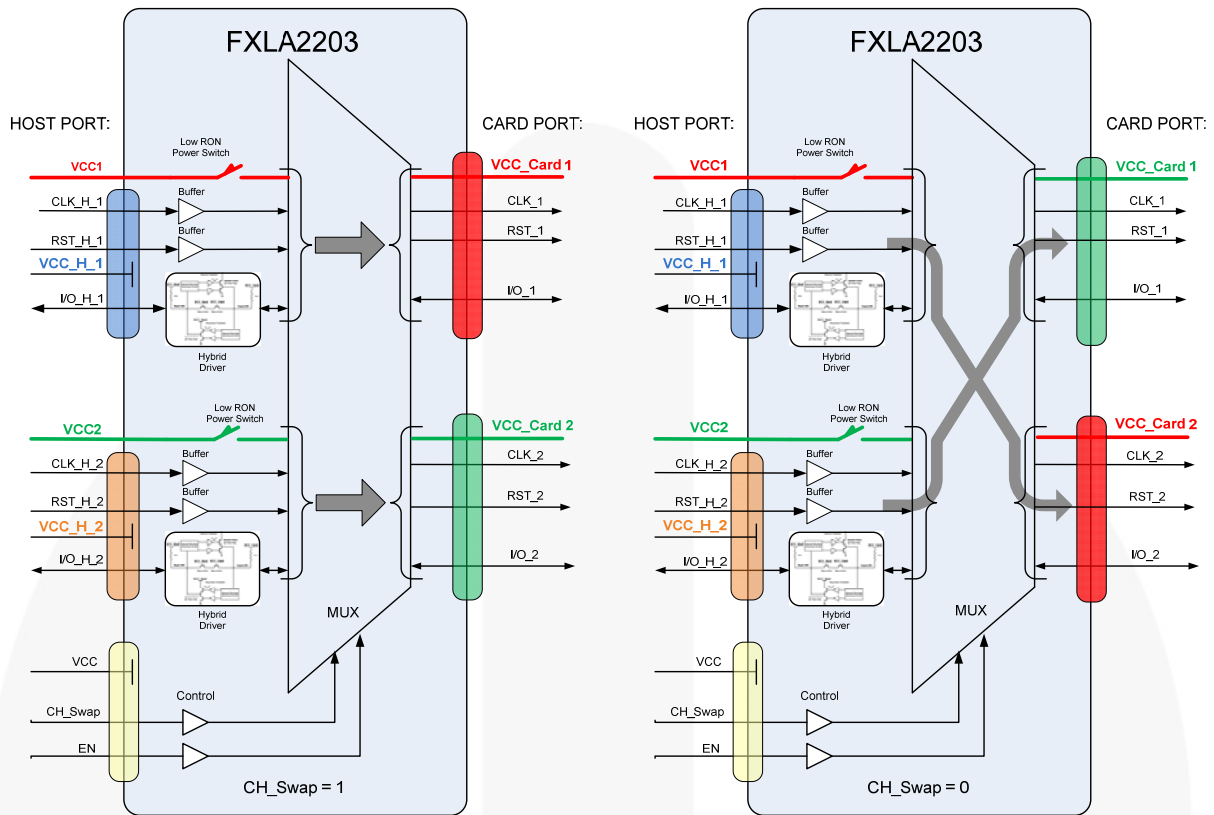 FXLA2203
HOST PORT:
CARD PORT:
Low RON
Power Switch
VCC1
VCC_Card 1
CLK_H_1
Buffer
CLK_1
RST_H_1
Buffer
RST_1
VCC_H_1
I/O_H_1
I/O_1
Hybrid
Driver
Low RON
Power Switch
VCC2
VCC_Card 2
CLK_H_2
Buffer
CLK_2
RST_H_2
Buffer
RST_2
VCC_H_2
I/O_H_2
I/O_2
Hybrid
Driver
MUX
VCC
Control
CH_Swap
EN
CH_Swap = 1
FXLA2203
HOST PORT:
CARD PORT:
Low RON
Power Switch
VCC1
VCC_Card 1
CLK_H_1
Buffer
CLK_1
RST_H_1
Buffer
RST_1
VCC_H_1
I/O_H_1
I/O_1
Hybrid
Driver
Low RON
Power Switch
VCC2
VCC_Card 2
CLK_H_2
Buffer
CLK_2
RST_H_2
Buffer
RST_2
VCC_H_2
I/O_H_2
I/O_2
Hybrid
Driver
MUX
VCC
Control
CH_Swap
EN
CH_Swap = 0